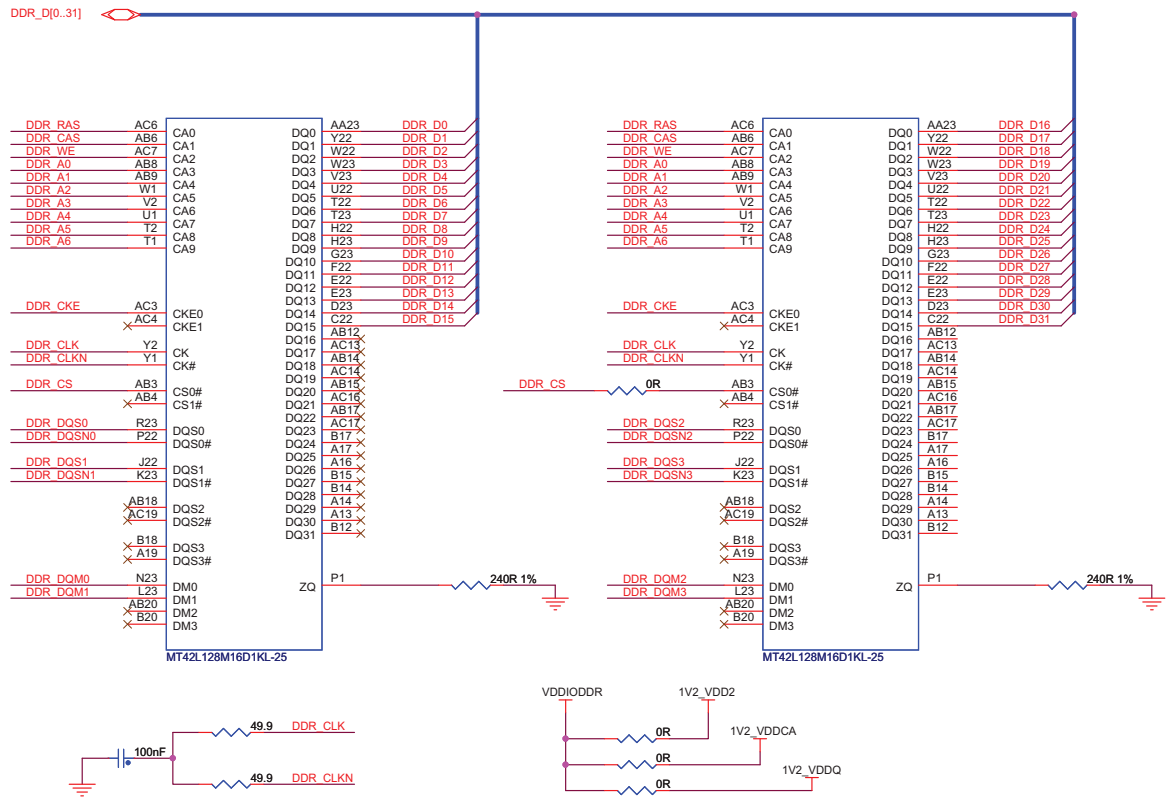 DDR_D[0..31]
DDR_RAS AC6 CA0 DQ0 AA23 DDR_D0
DDR_CAS AB6 CA1 DQ1 Y22 DDR_D1
DDR_WE AC7 CA2 DQ2 W22 DDR_D2
DDR_A0 AB8 CA3 DQ3 W23 DDR_D3
DDR_A1 AB9 CA4 DQ4 V23 DDR_D4
DDR_A2 W1 CA5 DQ5 U22 DDR_D5
DDR_A3 V2 CA6 DQ6 T22 DDR_D6
DDR_A4 U1 CA7 DQ7 T23 DDR_D7
DDR_A5 T2 CA8 DQ8 H22 DDR_D8
DDR_A6 T1 CA9 DQ9 H23 DDR_D9
DQ10 G23 DDR_D10
DQ11 F22 DDR_D11
DQ12 E22 DDR_D12
DQ13 E23 DDR_D13
DDR_CKE AC3 CKE0 DQ14 D23 DDR_D14
AC4 CKE1 DQ15 C22 DDR_D15
DQ16 AB12
DDR_CLK Y2 CK DQ17 AC13
DDR_CLKN Y1 CK# DQ18 AB14
DQ19 AC14
DDR_CS AB3 CS0# DQ20 AB15
AB4 CS1# DQ21 AC16
DQ22 AB17
DDR_DQS0 R23 DQS0 DQ23 AC17
DDR_DQSN0 P22 DQS0# DQ24 B17
DQ25 A17
DDR_DQS1 J22 DQS1 DQ26 A16
DDR_DQSN1 K23 DQS1# DQ27 B15
DQ28 B14
AB18 DQS2 DQ29 A14
AC19 DQS2# DQ30 A13
DQ31 B12
B18 DQS3
A19 DQS3#
DDR_DQM0 N23 DM0 ZQ P1 240R 1%
DDR_DQM1 L23 DM1
AB20 DM2
B20 DM3
MT42L128M16D1KL-25
DDR_RAS AC6 CA0 DQ0 AA23 DDR_D16
DDR_CAS AB6 CA1 DQ1 Y22 DDR_D17
DDR_WE AC7 CA2 DQ2 W22 DDR_D18
DDR_A0 AB8 CA3 DQ3 W23 DDR_D19
DDR_A1 AB9 CA4 DQ4 V23 DDR_D20
DDR_A2 W1 CA5 DQ5 U22 DDR_D21
DDR_A3 V2 CA6 DQ6 T22 DDR_D22
DDR_A4 U1 CA7 DQ7 T23 DDR_D23
DDR_A5 T2 CA8 DQ8 H22 DDR_D24
DDR_A6 T1 CA9 DQ9 H23 DDR_D25
DQ10 G23 DDR_D26
DQ11 F22 DDR_D27
DQ12 E22 DDR_D28
DQ13 E23 DDR_D29
DDR_CKE AC3 CKE0 DQ14 D23 DDR_D30
AC4 CKE1 DQ15 C22 DDR_D31
DQ16 AB12
DDR_CLK Y2 CK DQ17 AC13
DDR_CLKN Y1 CK# DQ18 AB14
DQ19 AC14
DDR_CS 0R AB3 CS0# DQ20 AB15
AB4 CS1# DQ21 AC16
DQ22 AB17
DDR_DQS2 R23 DQS0 DQ23 AC17
DDR_DQSN2 P22 DQS0# DQ24 B17
DQ25 A17
DDR_DQS3 J22 DQS1 DQ26 A16
DDR_DQSN3 K23 DQS1# DQ27 B15
DQ28 B14
AB18 DQS2 DQ29 A14
AC19 DQS2# DQ30 A13
DQ31 B12
B18 DQS3
A19 DQS3#
DDR_DQM2 N23 DM0 ZQ P1 240R 1%
DDR_DQM3 L23 DM1
AB20 DM2
B20 DM3
MT42L128M16D1KL-25
49.9 DDR_CLK
100nF
49.9 DDR_CLKN
VDDIODDR 1V2_VDD2
0R 1V2_VDDCA
0R 1V2_VDDQ
0R